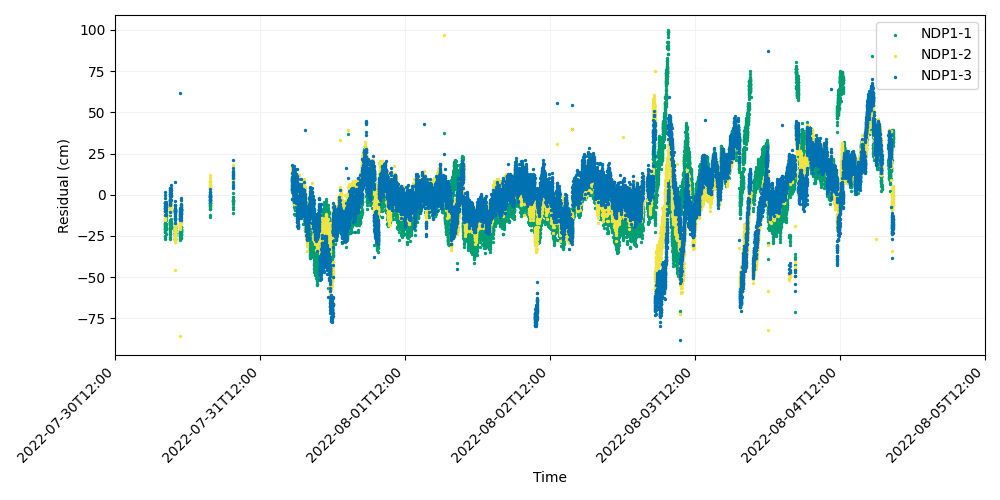 100
75
50
25
0
−25
−50
−75
Residual (cm)
NDP1-1
NDP1-2
NDP1-3
2022-07-30T12:00
2022-07-31T12:00
2022-08-01T12:00
2022-08-02T12:00
2022-08-03T12:00
2022-08-04T12:00
2022-08-05T12:00
Time